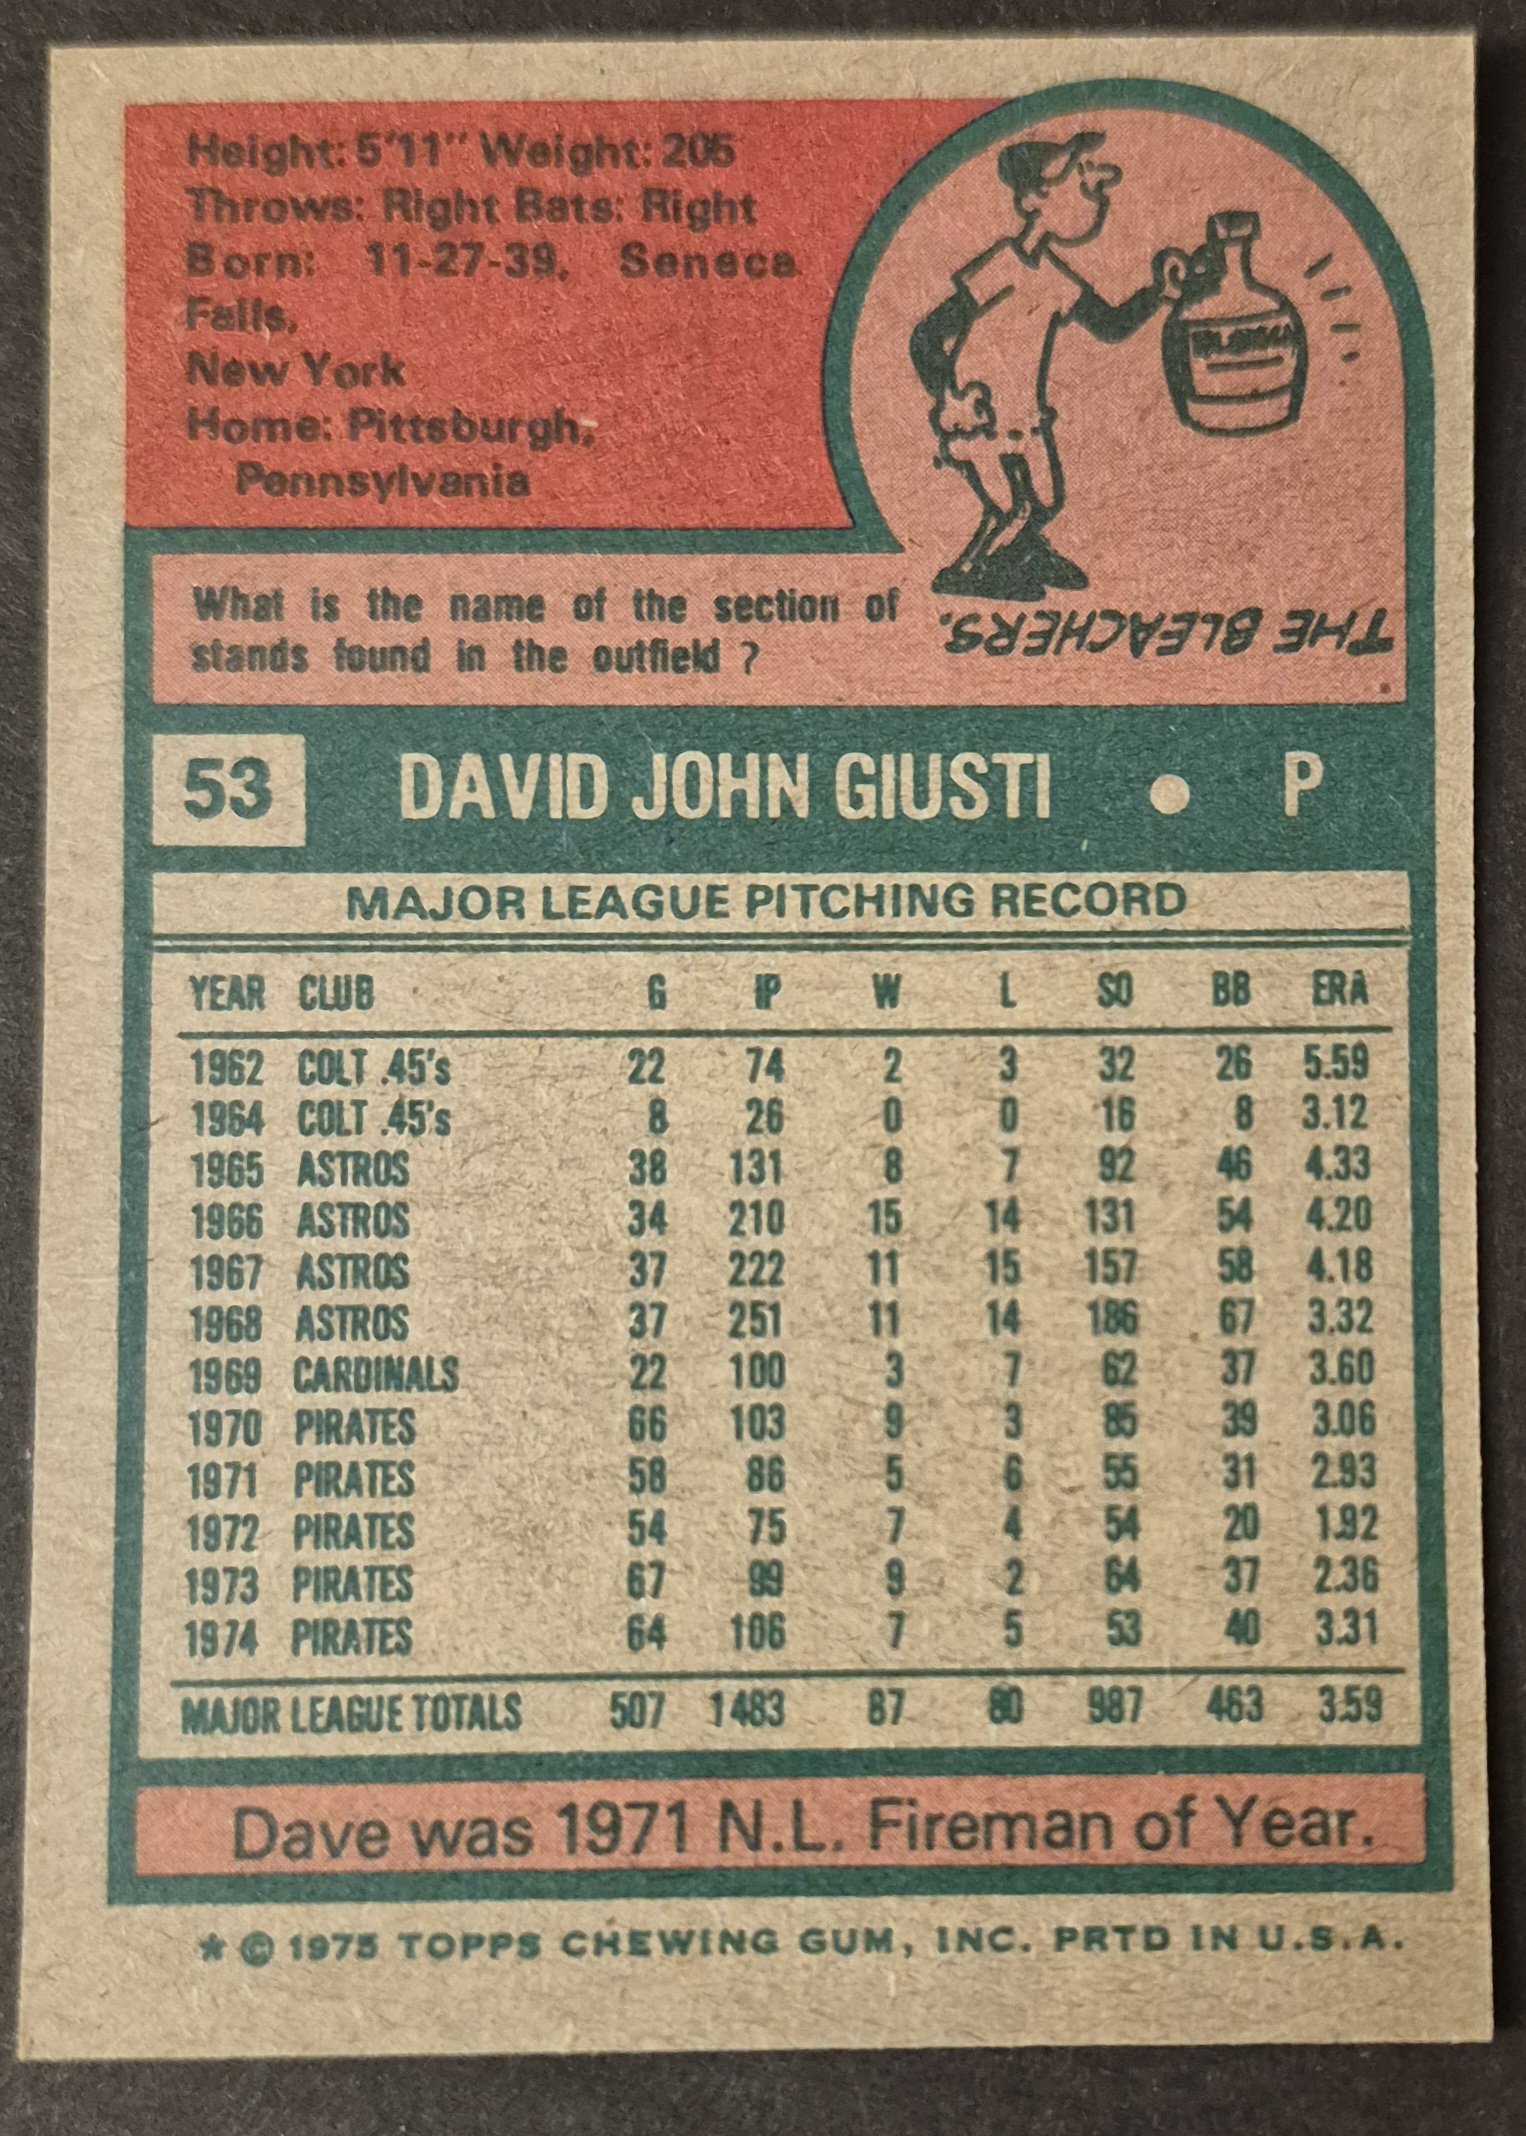 Height: 5'11" Weight: 205
Throws: Right Bats: Right
Born: 11-27-39, Seneca
Falls,
New York
Home: Pittsburgh,
Pennsylvania
What is the name of the section of
stands found in the outfield ?
THE BLEACHERS.
53 DAVID JOHN GIUSTI • P
MAJOR LEAGUE PITCHING RECORD
YEAR CLUB G IP W L SO BB ERA
1962 COLT .45's 22 74 2 3 32 26 5.59
1964 COLT .45's 8 26 0 0 16 8 3.12
1965 ASTROS 38 131 8 7 92 46 4.33
1966 ASTROS 34 210 15 14 131 54 4.20
1967 ASTROS 37 222 11 15 157 58 4.18
1968 ASTROS 37 251 11 14 186 67 3.32
1969 CARDINALS 22 100 3 7 62 37 3.60
1970 PIRATES 66 103 9 3 85 39 3.06
1971 PIRATES 58 86 5 6 55 31 2.93
1972 PIRATES 54 75 7 4 54 20 1.92
1973 PIRATES 67 99 9 2 64 37 2.36
1974 PIRATES 64 106 7 5 53 40 3.31
MAJOR LEAGUE TOTALS 507 1483 87 80 987 463 3.59
Dave was 1971 N.L. Fireman of Year.
* © 1975 TOPPS CHEWING GUM, INC. PRTD IN U.S.A.